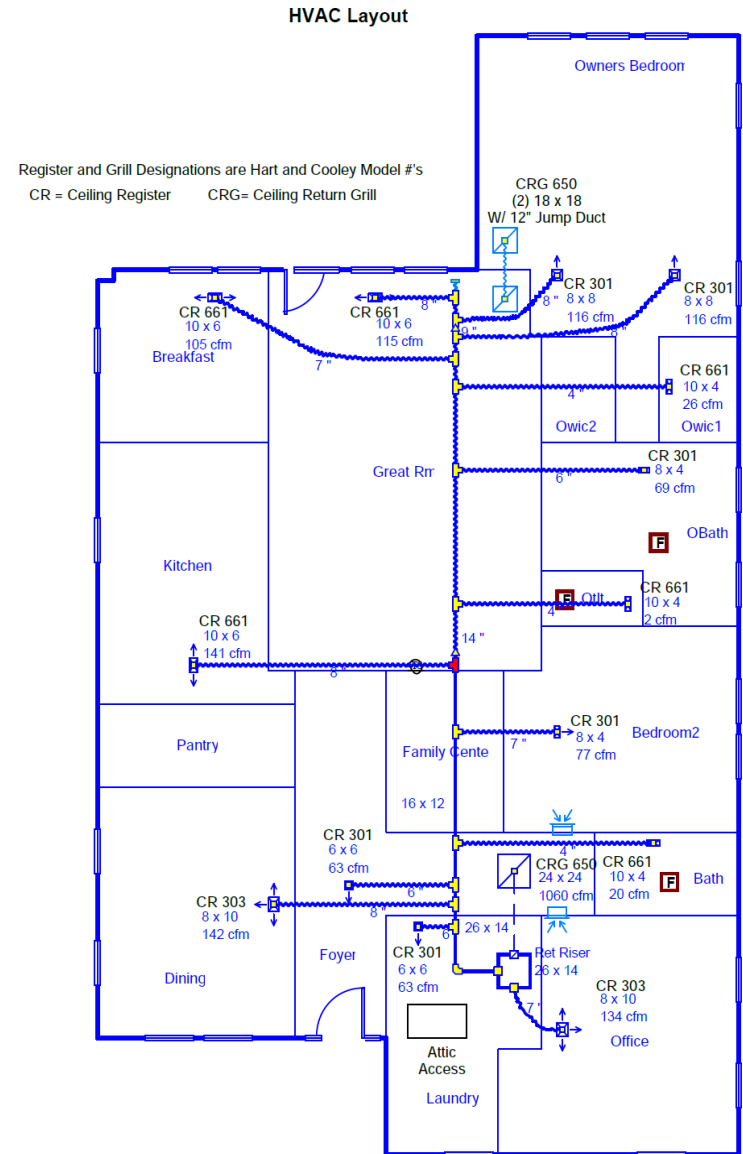 HVAC Layout
Owners Bedroom
Register and Grill Designations are Hart and Cooley Model #'s
CR = Ceiling Register CRG= Ceiling Return Grill
CRG 650
(2) 18 x 18
W/ 12" Jump Duct
CR 661
10 x 6
105 cfm
Breakfast
7 "
CR 661
10 x 6
115 cfm
8 "
9 "
CR 301
8 x 8
116 cfm
8 "
CR 301
8 x 8
116 cfm
8 "
CR 661
10 x 4
26 cfm
4 "
Owic2
Owic1
Great Rm
CR 301
8 x 4
69 cfm
6 "
OBath
F
Kitchen
CR 661
10 x 4
2 cfm
F
Otlt
4
CR 661
10 x 6
141 cfm
8 "
14 "
Pantry
Family Cente
16 x 12
CR 301
8 x 4
77 cfm
7 "
Bedroom2
CR 301
6 x 6
63 cfm
6 "
4 "
CRG 650
24 x 24
1060 cfm
CR 661
10 x 4
20 cfm
F
Bath
CR 303
8 x 10
142 cfm
8 "
Dining
Foyer
6
26 x 14
CR 301
6 x 6
63 cfm
Ret Riser
26 x 14
7 "
CR 303
8 x 10
134 cfm
Office
Attic
Access
Laundry